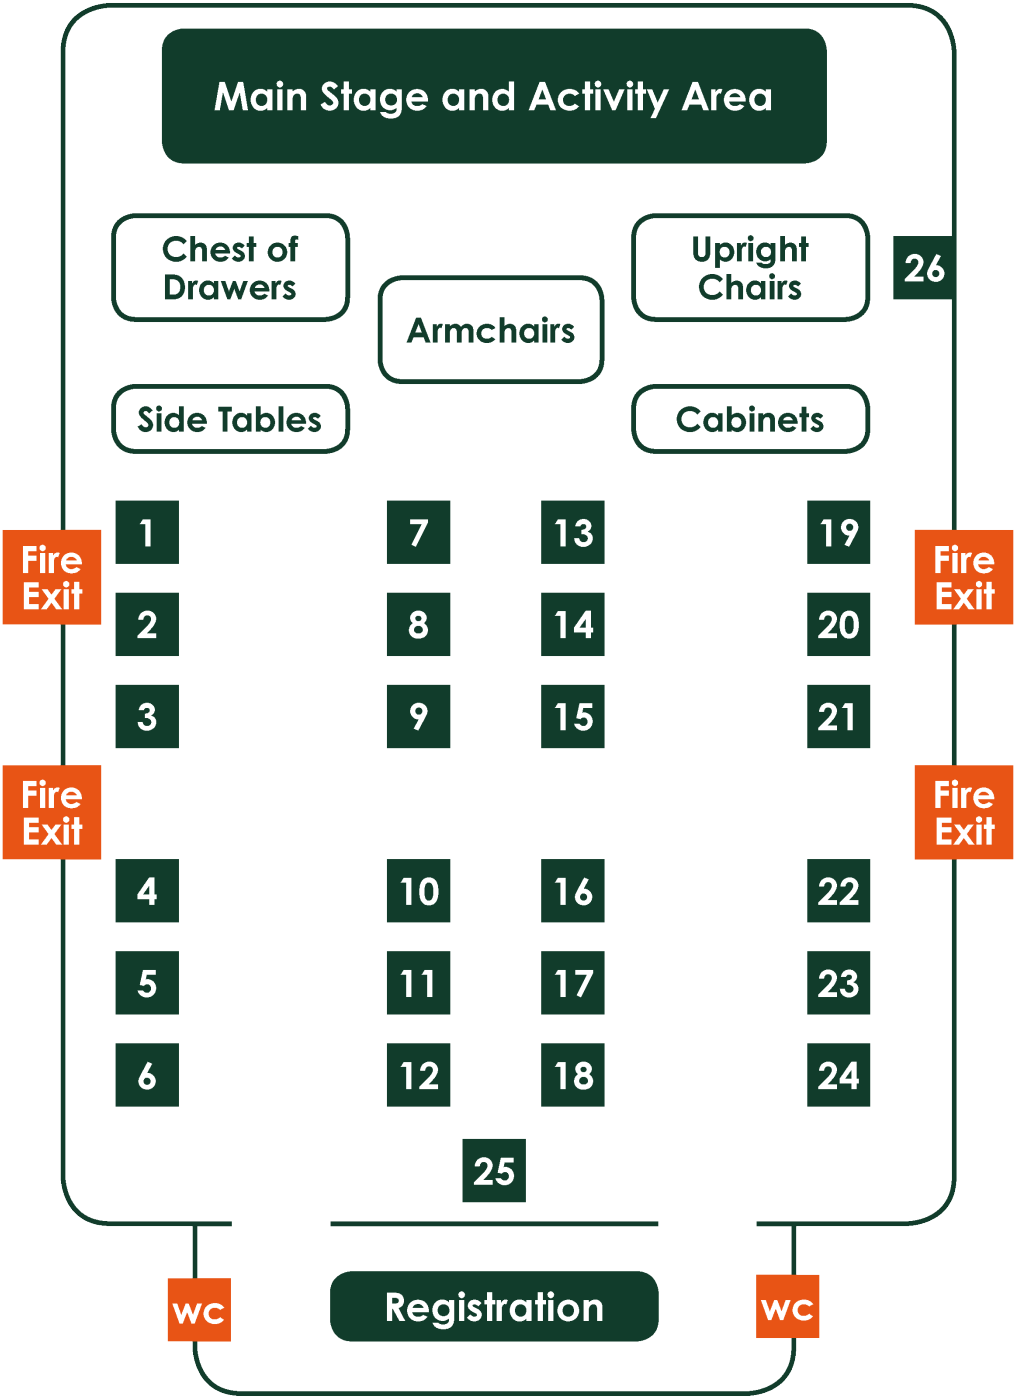 Main Stage and Activity Area
Chest of
Drawers
Upright
Chairs
26
Armchairs
Side Tables
Cabinets
1
7
13
19
Fire
Exit
Fire
Exit
2
8
14
20
3
9
15
21
Fire
Exit
Fire
Exit
4
10
16
22
5
11
17
23
6
12
18
24
25
wc
Registration
wc